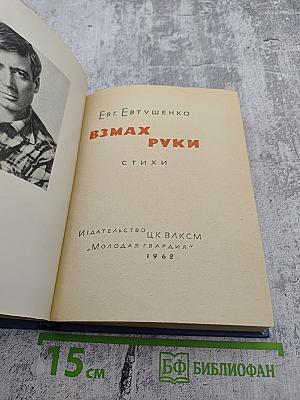 Евг. Евтушенко
ВЗМАХ
РУКИ
СТИХИ
Издательство ЦК ВЛКСМ
„Молодая гвардия"
1962
15 см
БФ БИБЛИОФАН